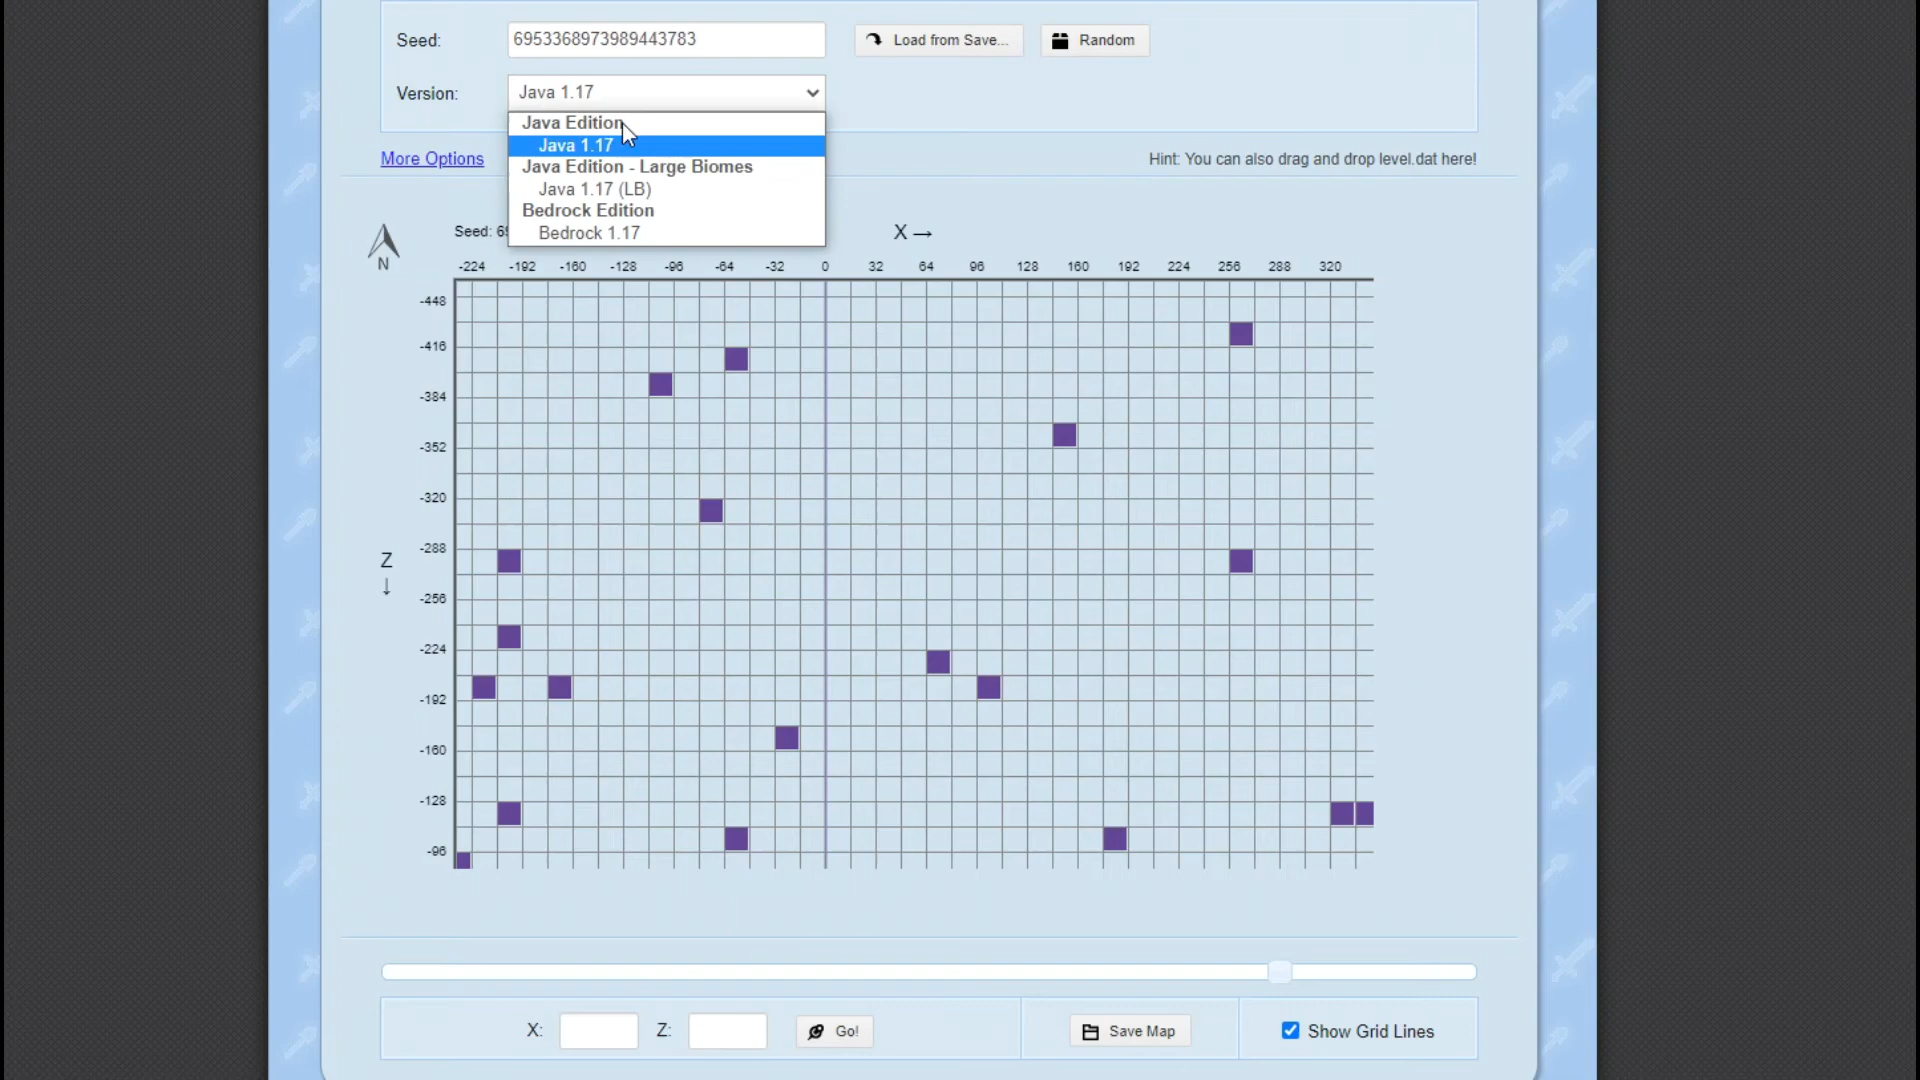 Seed: 6953368973989443783 Load from Save... Random
Version: Java 1.17
Java Edition
Java 1.17
Java Edition - Large Biomes
Java 1.17 (LB)
Bedrock Edition
Bedrock 1.17
More Options Hint: You can also drag and drop level.dat here!
N Seed: X →
-224 -192 -160 -128 -96 -64 -32 0 32 64 96 128 160 192 224 256 288 320
-448
-416
-384
-352
-320
-288
Z
↓
-256
-224
-192
-160
-128
-96
X: Z: Go! Save Map Show Grid Lines